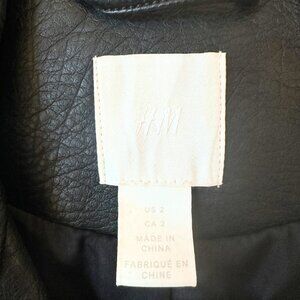 H&M
US 2
CA 2
MADE IN
CHINA
FABRIQUÉ EN
CHINE